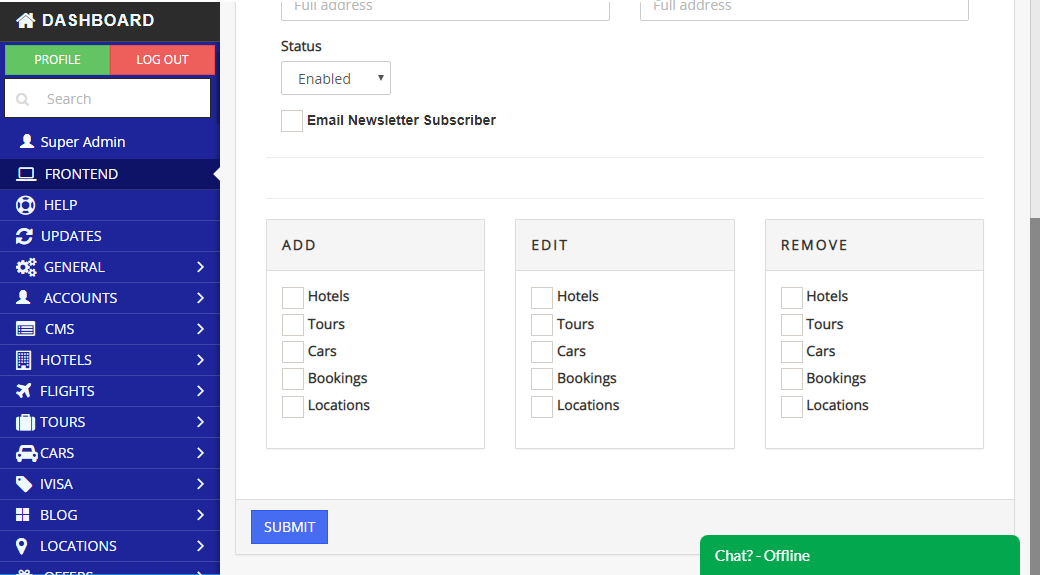 DASHBOARD
PROFILE LOG OUT
Search
Super Admin
FRONTEND
HELP
UPDATES
GENERAL
ACCOUNTS
CMS
HOTELS
FLIGHTS
TOURS
CARS
IVISA
BLOG
LOCATIONS
OFFERS
Full address Full address
Status
Enabled
Email Newsletter Subscriber
ADD
Hotels
Tours
Cars
Bookings
Locations
EDIT
Hotels
Tours
Cars
Bookings
Locations
REMOVE
Hotels
Tours
Cars
Bookings
Locations
SUBMIT
Chat? - Offline